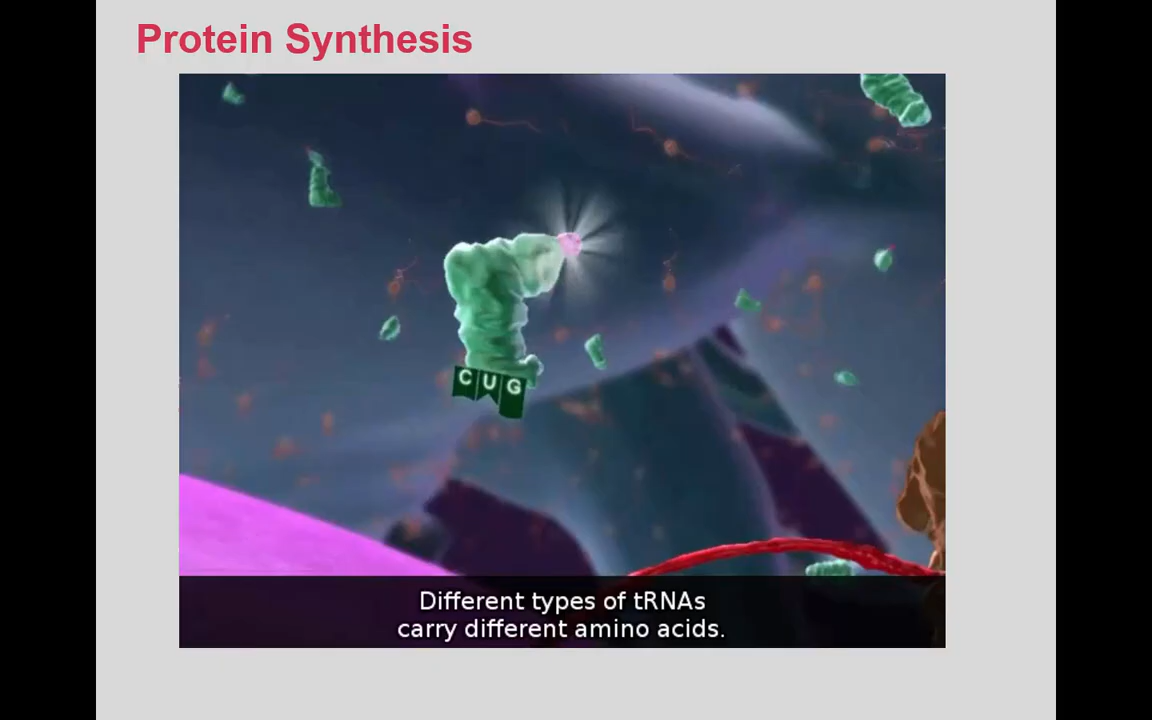 Protein Synthesis
CUG
Different types of tRNAs
carry different amino acids.